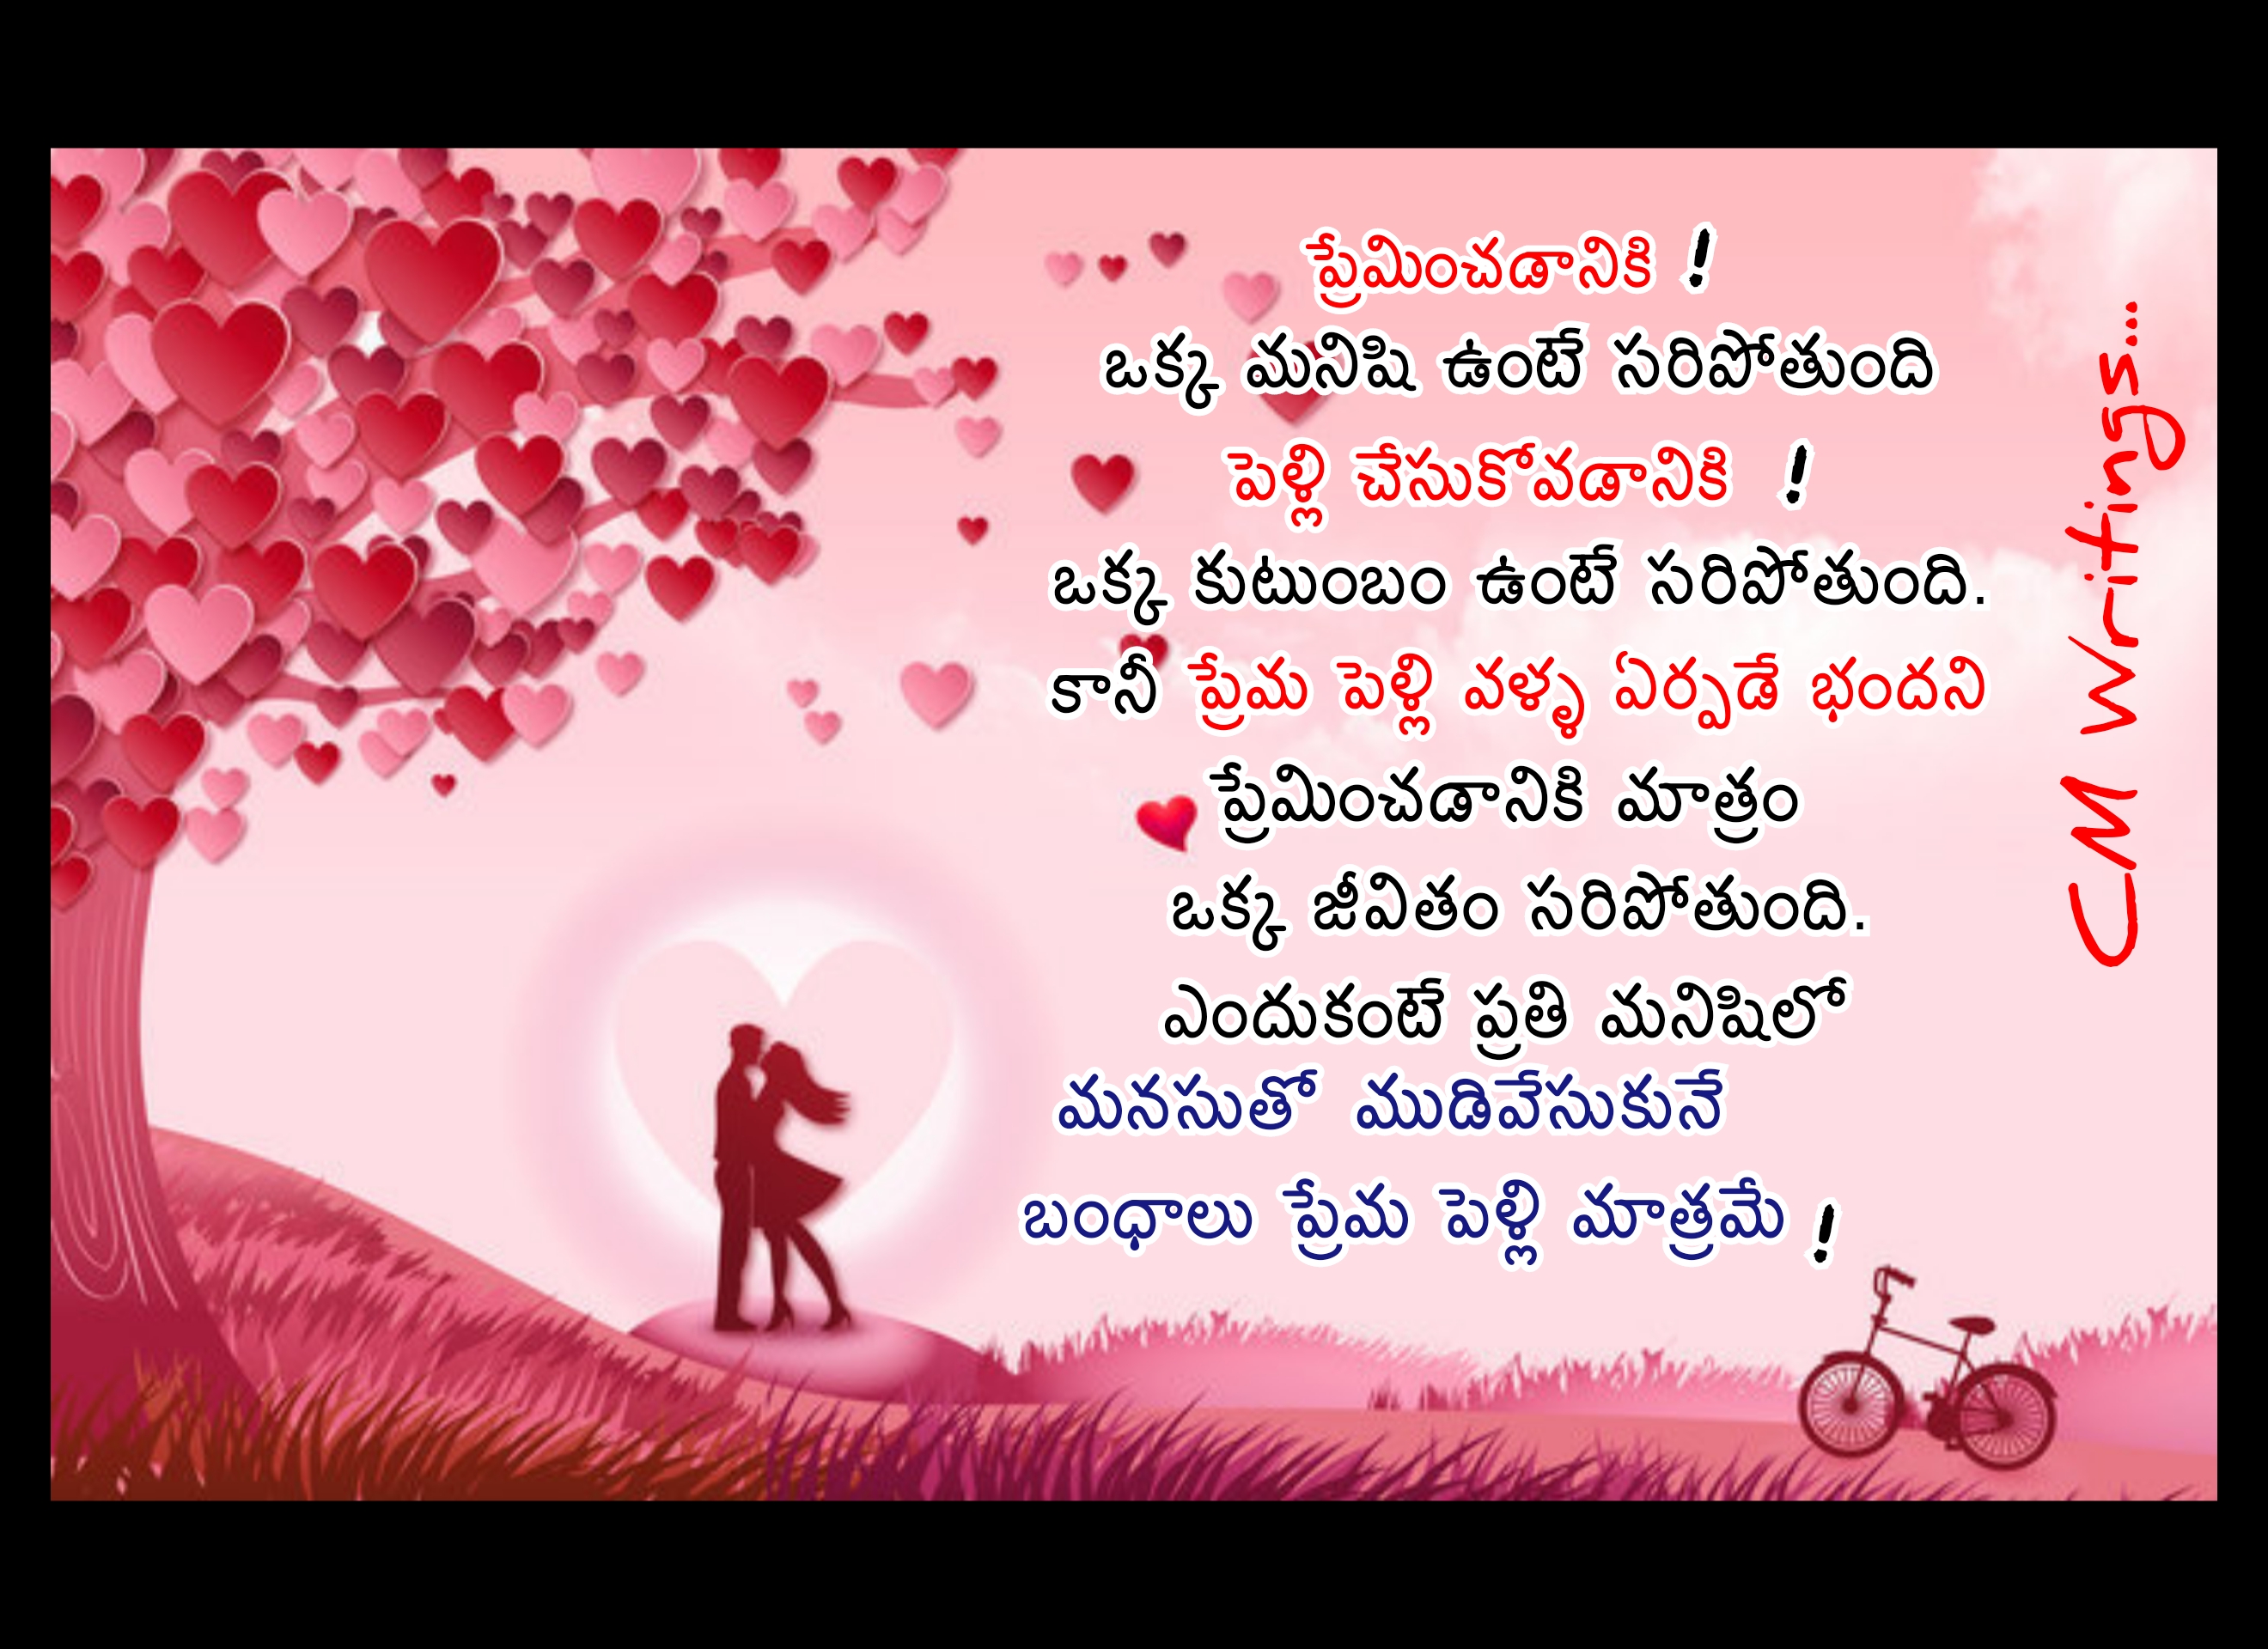 ప్రేమించడానికి !
ఒక్క మనిషి ఉంటే సరిపోతుంది
పెళ్లి చేసుకోవడానికి !
ఒక్క కుటుంబం ఉంటే సరిపోతుంది.
కానీ ప్రేమ పెళ్లి వళ్ళ ఏర్పడే భందని
ప్రేమించడానికి మాత్రం
ఒక్క జీవితం సరిపోతుంది.
ఎందుకంటే ప్రతి మనిషిలో
మనసుతో ముడివేసుకునే
బంధాలు ప్రేమ పెళ్లి మాత్రమే !
CM Writings...